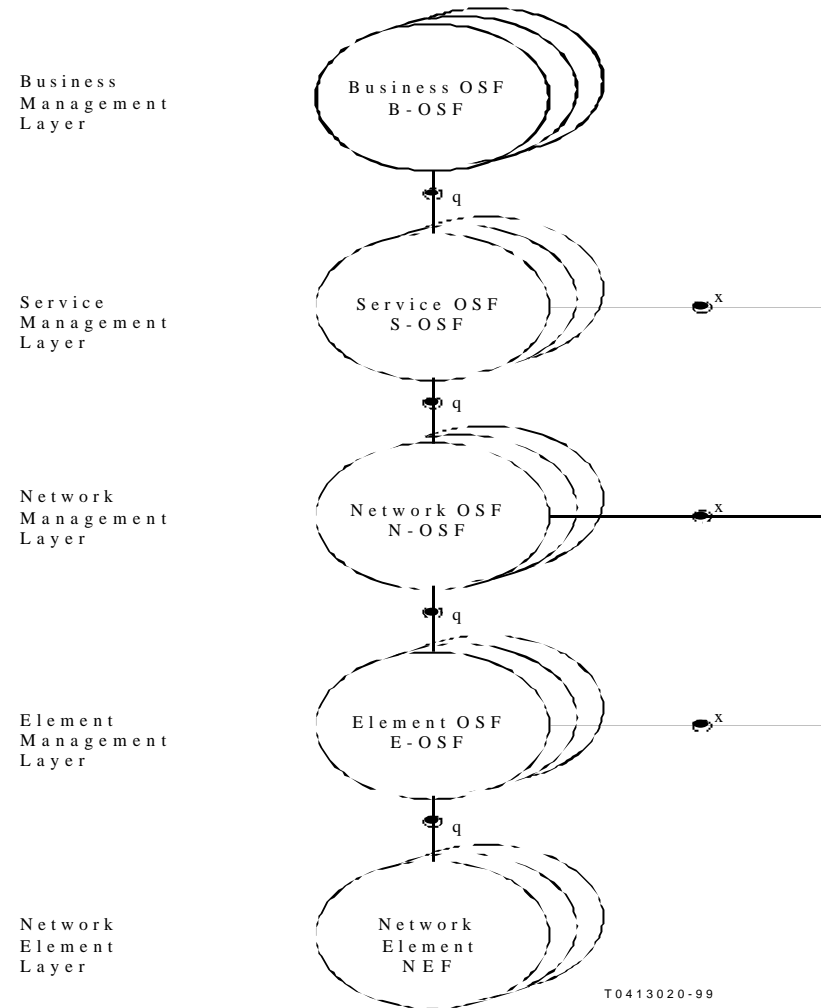 Business
Management
Layer
Business OSF
B-OSF
q
Service
Management
Layer
Service OSF
S-OSF
x
q
Network
Management
Layer
Network OSF
N-OSF
x
q
Element
Management
Layer
Element OSF
E-OSF
x
q
Network
Element
Layer
Network
Element
NEF
T0413020-99